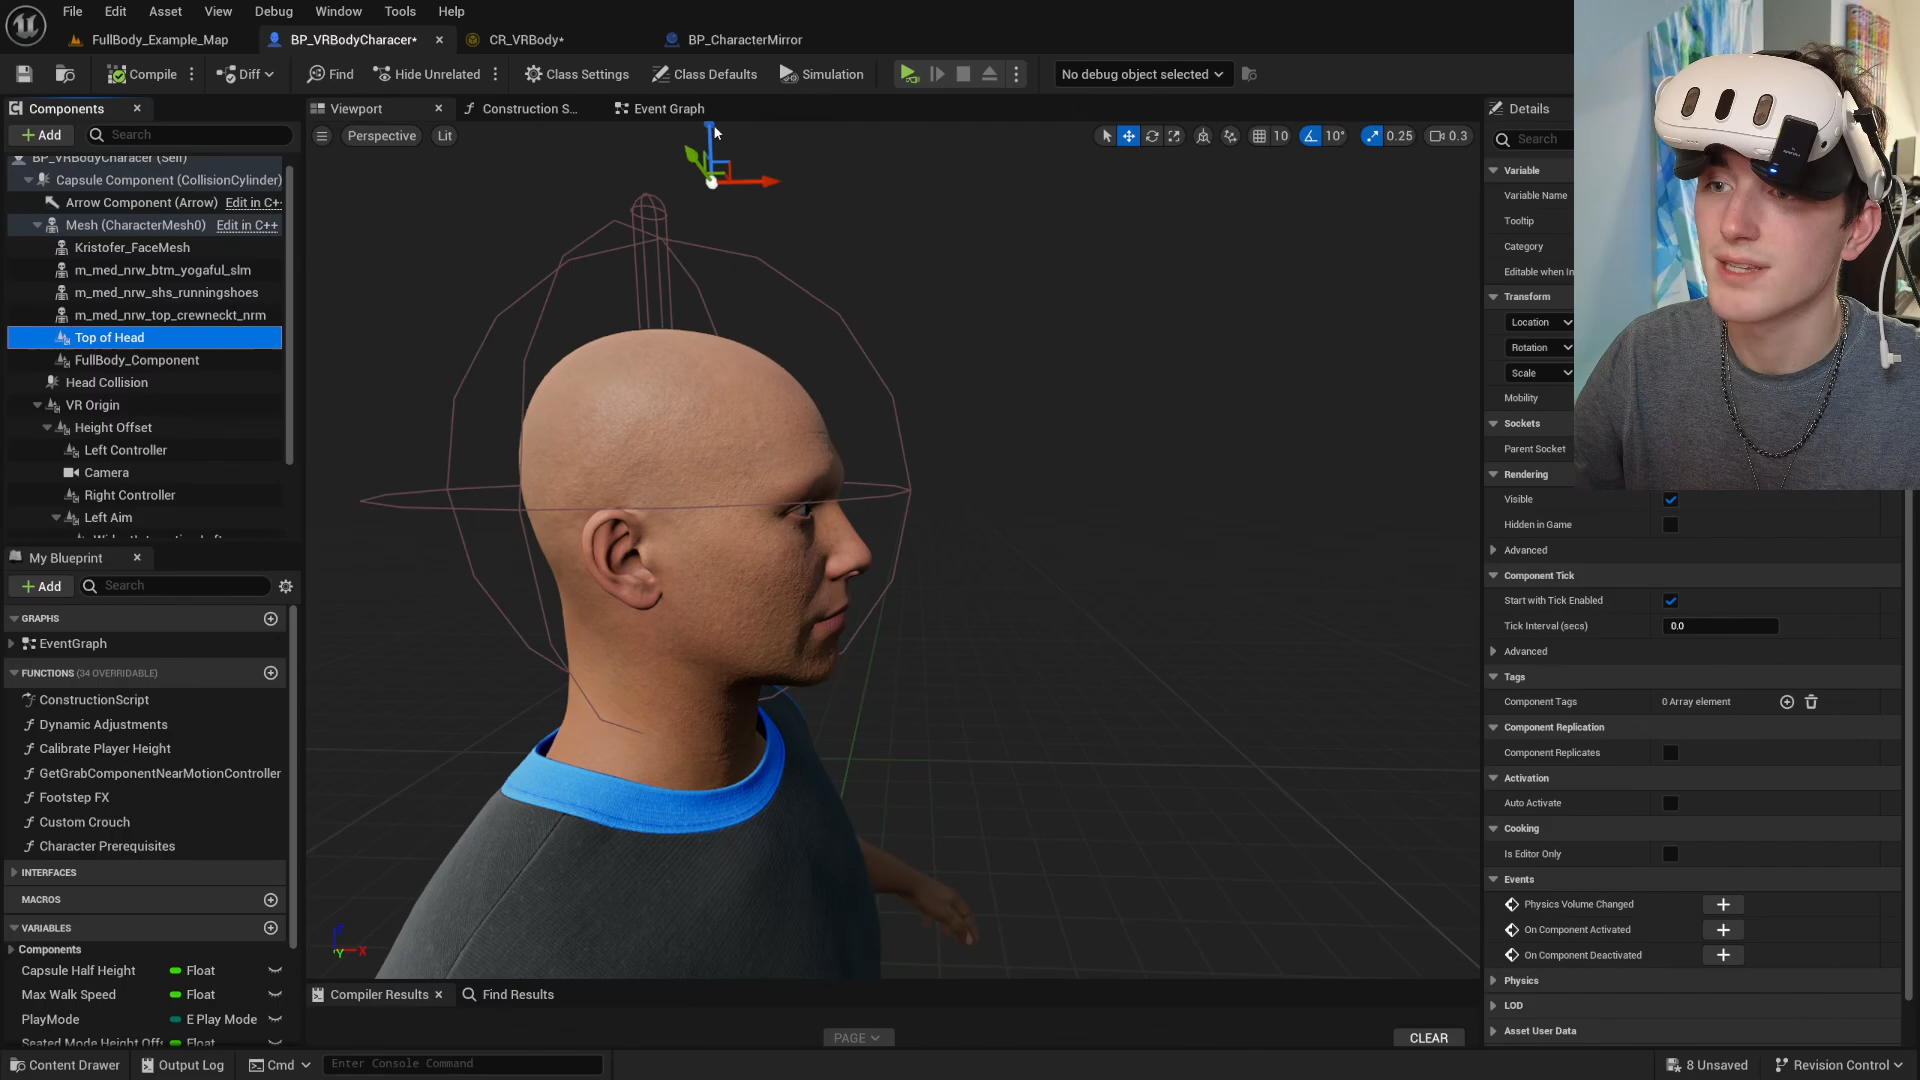 File Edit Asset View Debug Window Tools Help
FullBody_Example_Map BP_VRBodyCharacer* CR_VRBody* BP_CharacterMirror
Compile Diff Find Hide Unrelated Class Settings Class Defaults Simulation No debug object selected
Components Viewport Construction S... Event Graph Details
Add Search Perspective Lit 10 10° 0.25 0.3 Search
BP_VRBodyCharacer (Self)
Capsule Component (CollisionCylinder)
Arrow Component (Arrow) Edit in C+
Mesh (CharacterMesh0) Edit in C++
Kristofer_FaceMesh
m_med_nrw_btm_yogaful_slm
m_med_nrw_shs_runningshoes
m_med_nrw_top_crewneckt_nrm
Top of Head
FullBody_Component
Head Collision
VR Origin
Height Offset
Left Controller
Camera
Right Controller
Left Aim
My Blueprint
Add Search
GRAPHS
EventGraph
FUNCTIONS (34 OVERRIDABLE)
ConstructionScript
Dynamic Adjustments
Calibrate Player Height
GetGrabComponentNearMotionController
Footstep FX
Custom Crouch
Character Prerequisites
INTERFACES
MACROS
VARIABLES
Components
Capsule Half Height Float
Max Walk Speed Float
PlayMode E Play Mode
Seated Mode Height Offs Float
Variable
Variable Name
Tooltip
Category
Editable when In
Transform
Location
Rotation
Scale
Mobility
Sockets
Parent Socket
Rendering
Visible
Hidden in Game
Advanced
Component Tick
Start with Tick Enabled
Tick Interval (secs) 0.0
Advanced
Tags
Component Tags 0 Array element
Component Replication
Component Replicates
Activation
Auto Activate
Cooking
Is Editor Only
Events
Physics Volume Changed
On Component Activated
On Component Deactivated
Physics
LOD
Asset User Data
X
Y
Compiler Results Find Results
PAGE CLEAR
Content Drawer Output Log Cmd Enter Console Command 8 Unsaved Revision Control